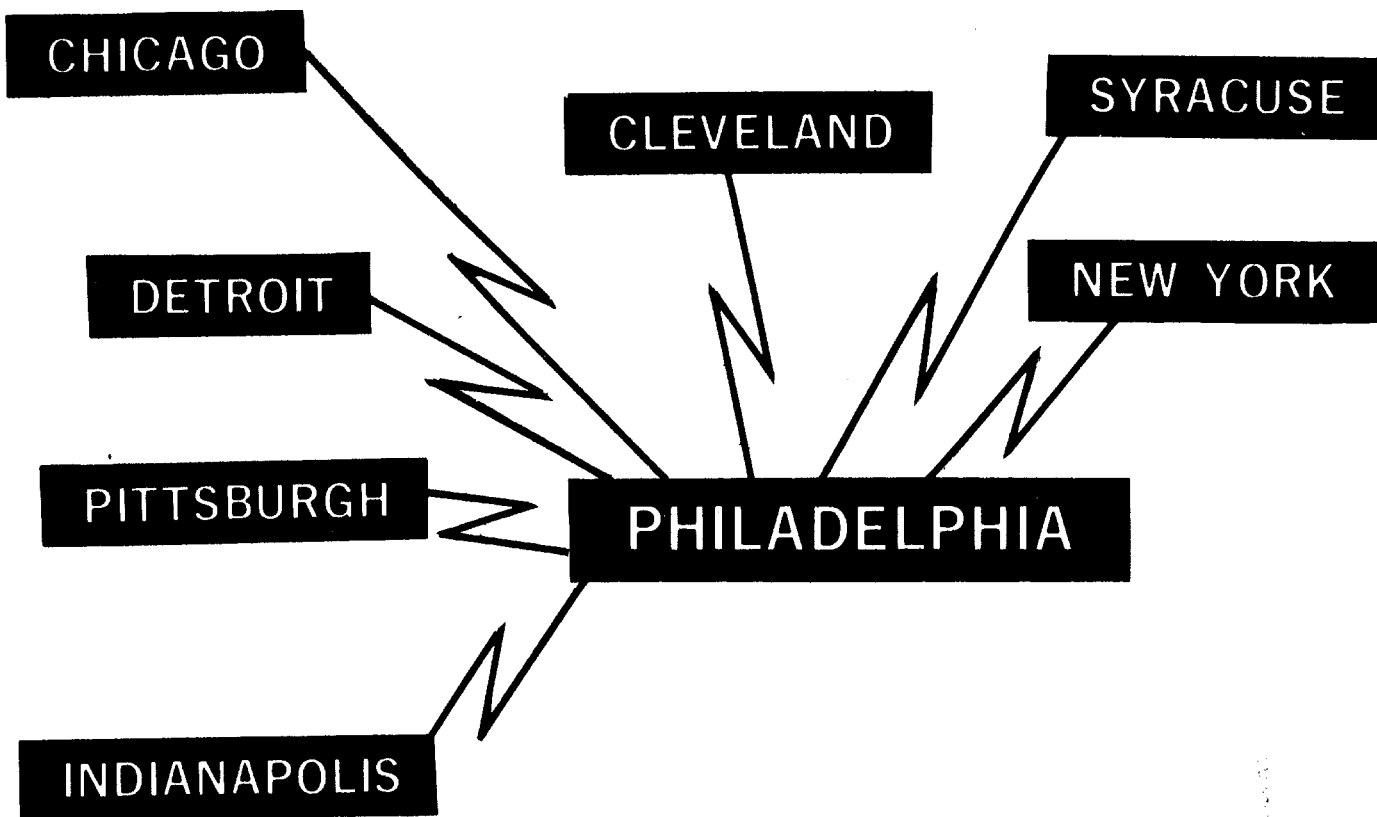 CHICAGO
SYRACUSE
CLEVELAND
NEW YORK
DETROIT
PITTSBURGH
PHILADELPHIA
INDIANAPOLIS